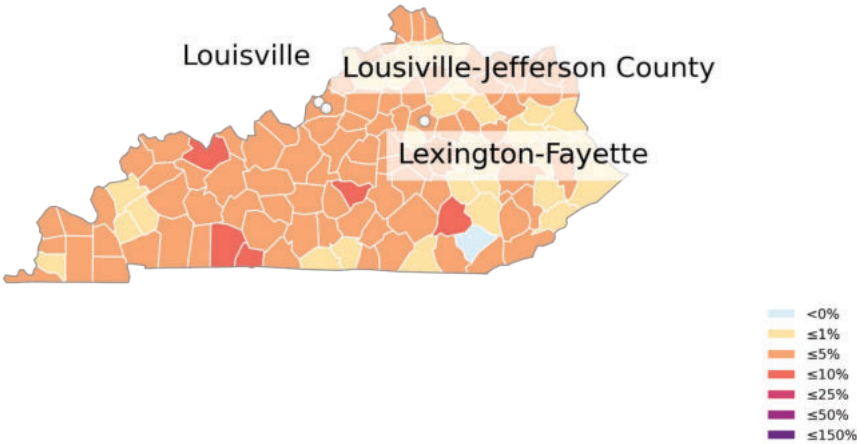 Louisville
Lousiville-Jefferson County
Lexington-Fayette
<0%
≤1%
≤5%
≤10%
≤25%
≤50%
≤150%